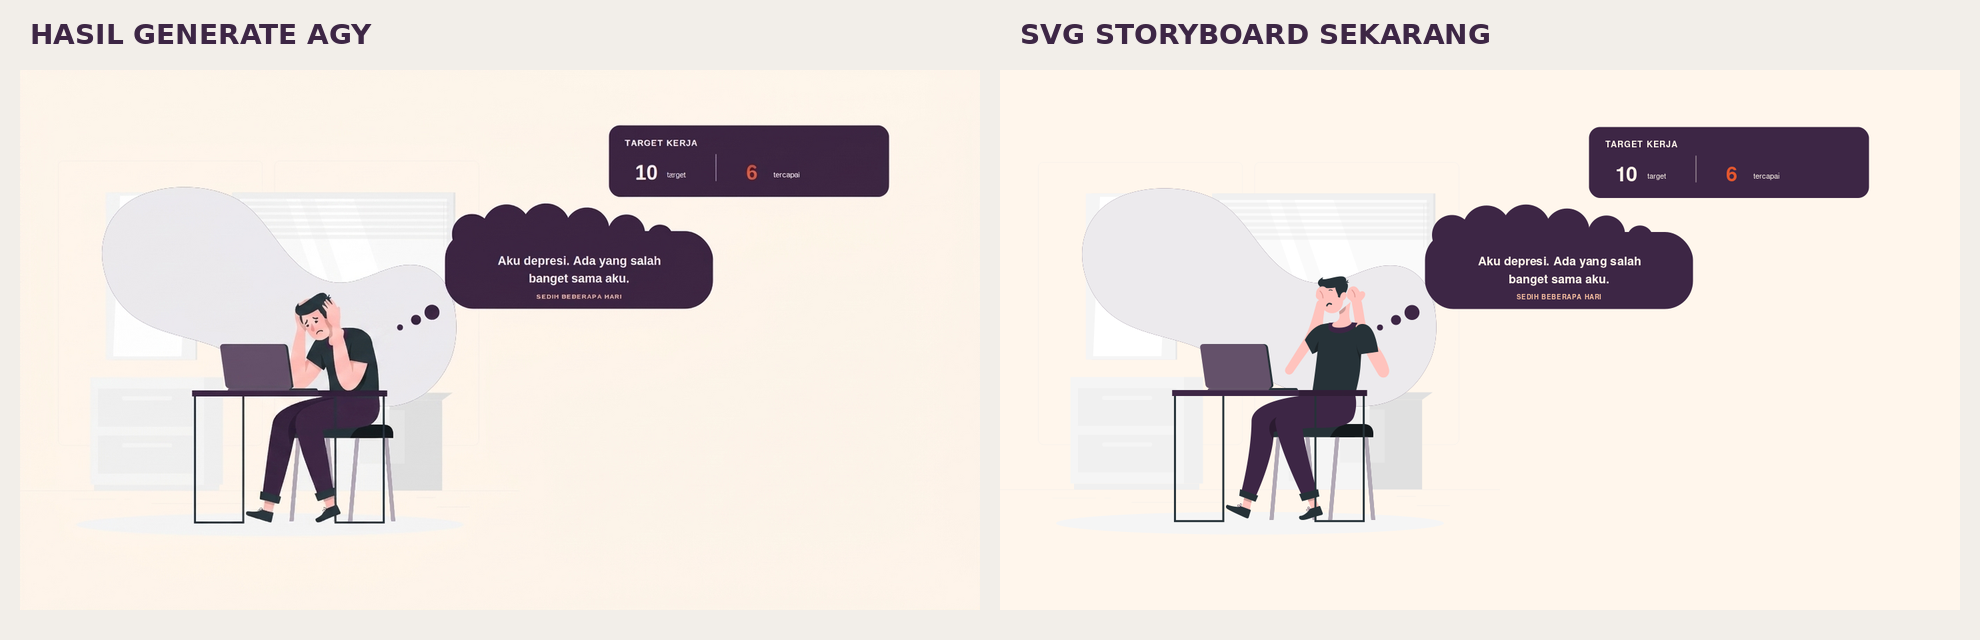 HASIL GENERATE AGY
TARGET KERJA
10 target
6 tercapai
Aku depresi. Ada yang salah
banget sama aku.
SEDIH BEBERAPA HARI
SVG STORYBOARD SEKARANG
TARGET KERJA
10 target
6 tercapai
Aku depresi. Ada yang salah
banget sama aku.
SEDIH BEBERAPA HARI